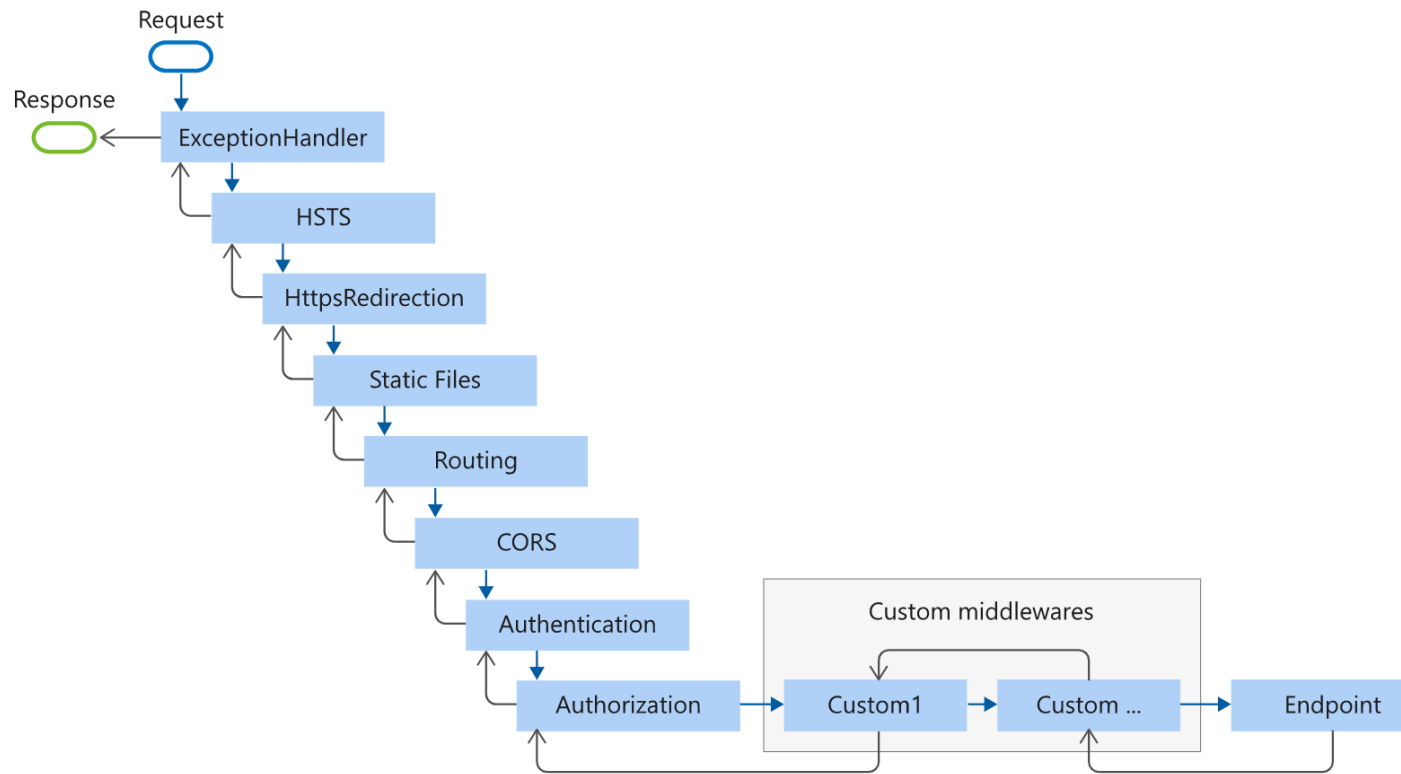 Request
Response
ExceptionHandler
HSTS
HttpsRedirection
Static Files
Routing
CORS
Authentication
Custom middlewares
Authorization
Custom1
Custom ...
Endpoint